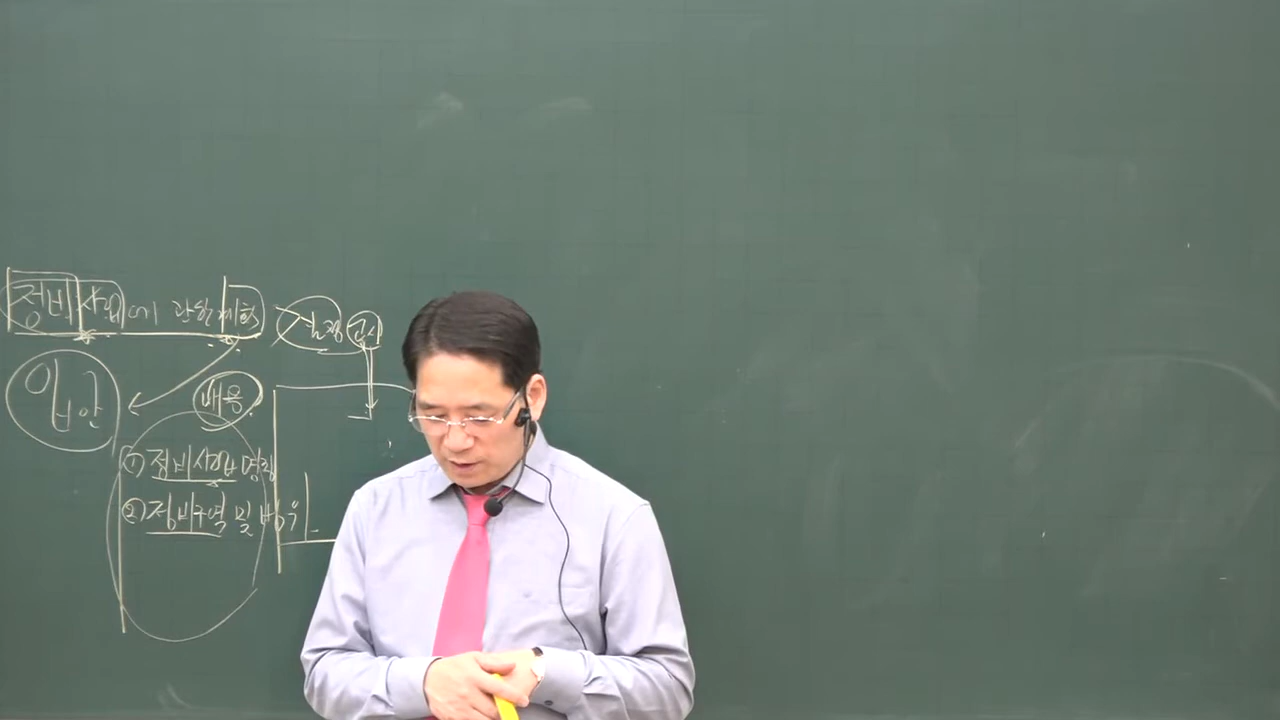 정비사업에 관한 계획 결정 고시
입안
내용
① 정비사업 명칭
② 정비구역 및 면적